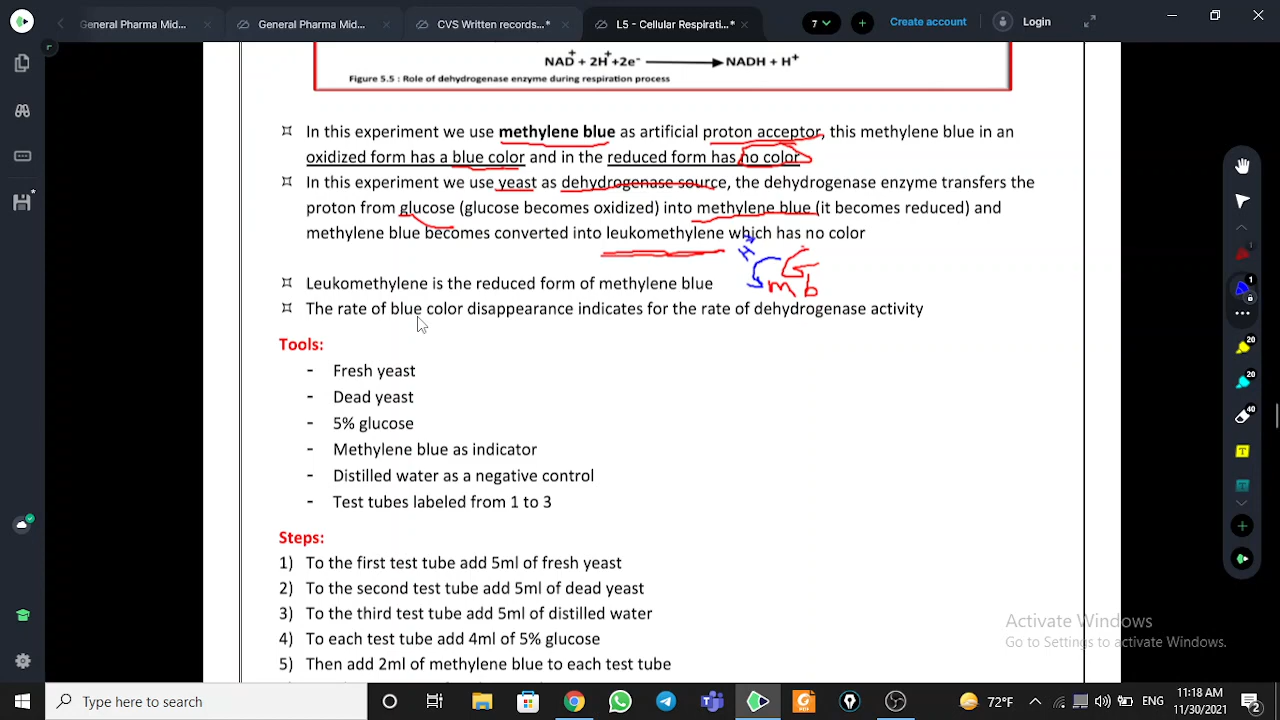 General Pharmacology Mid...
General Pharmacology Mid...
CVS Written records...*
L5 - Cellular Respirati...*
7
Create account
Login
NAD+ + 2H+ +2e- NADH + H+
Figure 5.5 : Role of dehydrogenase enzyme during respiration process
¤ In this experiment we use methylene blue as artificial proton acceptor, this methylene blue in an
oxidized form has a blue color and in the reduced form has no color
¤ In this experiment we use yeast as dehydrogenase source, the dehydrogenase enzyme transfers the
proton from glucose (glucose becomes oxidized) into methylene blue (it becomes reduced) and
methylene blue becomes converted into leukomethylene which has no color
H+ G
m b
¤ Leukomethylene is the reduced form of methylene blue
¤ The rate of blue color disappearance indicates for the rate of dehydrogenase activity
Tools:
- Fresh yeast
- Dead yeast
- 5% glucose
- Methylene blue as indicator
- Distilled water as a negative control
- Test tubes labeled from 1 to 3
Steps:
1) To the first test tube add 5ml of fresh yeast
2) To the second test tube add 5ml of dead yeast
3) To the third test tube add 5ml of distilled water
4) To each test tube add 4ml of 5% glucose
5) Then add 2ml of methylene blue to each test tube
1
20
20
40
T
T
Activate Windows
Go to Settings to activate Windows.
Type here to search
72°F
ENG
11:18 AM
11/30/2021
2